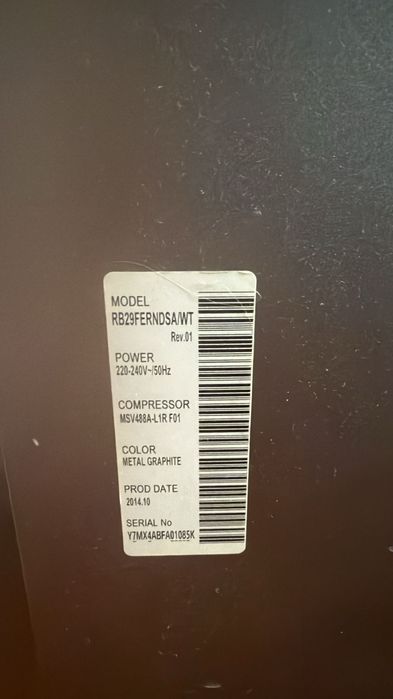 MODEL
RB29FERNDSA/WT
Rev.01
POWER
220-240V~/50Hz
COMPRESSOR
MSV488A-L1R F01
COLOR
METAL GRAPHITE
PROD DATE
2014.10
SERIAL No
Y7MX4ABFA01085K